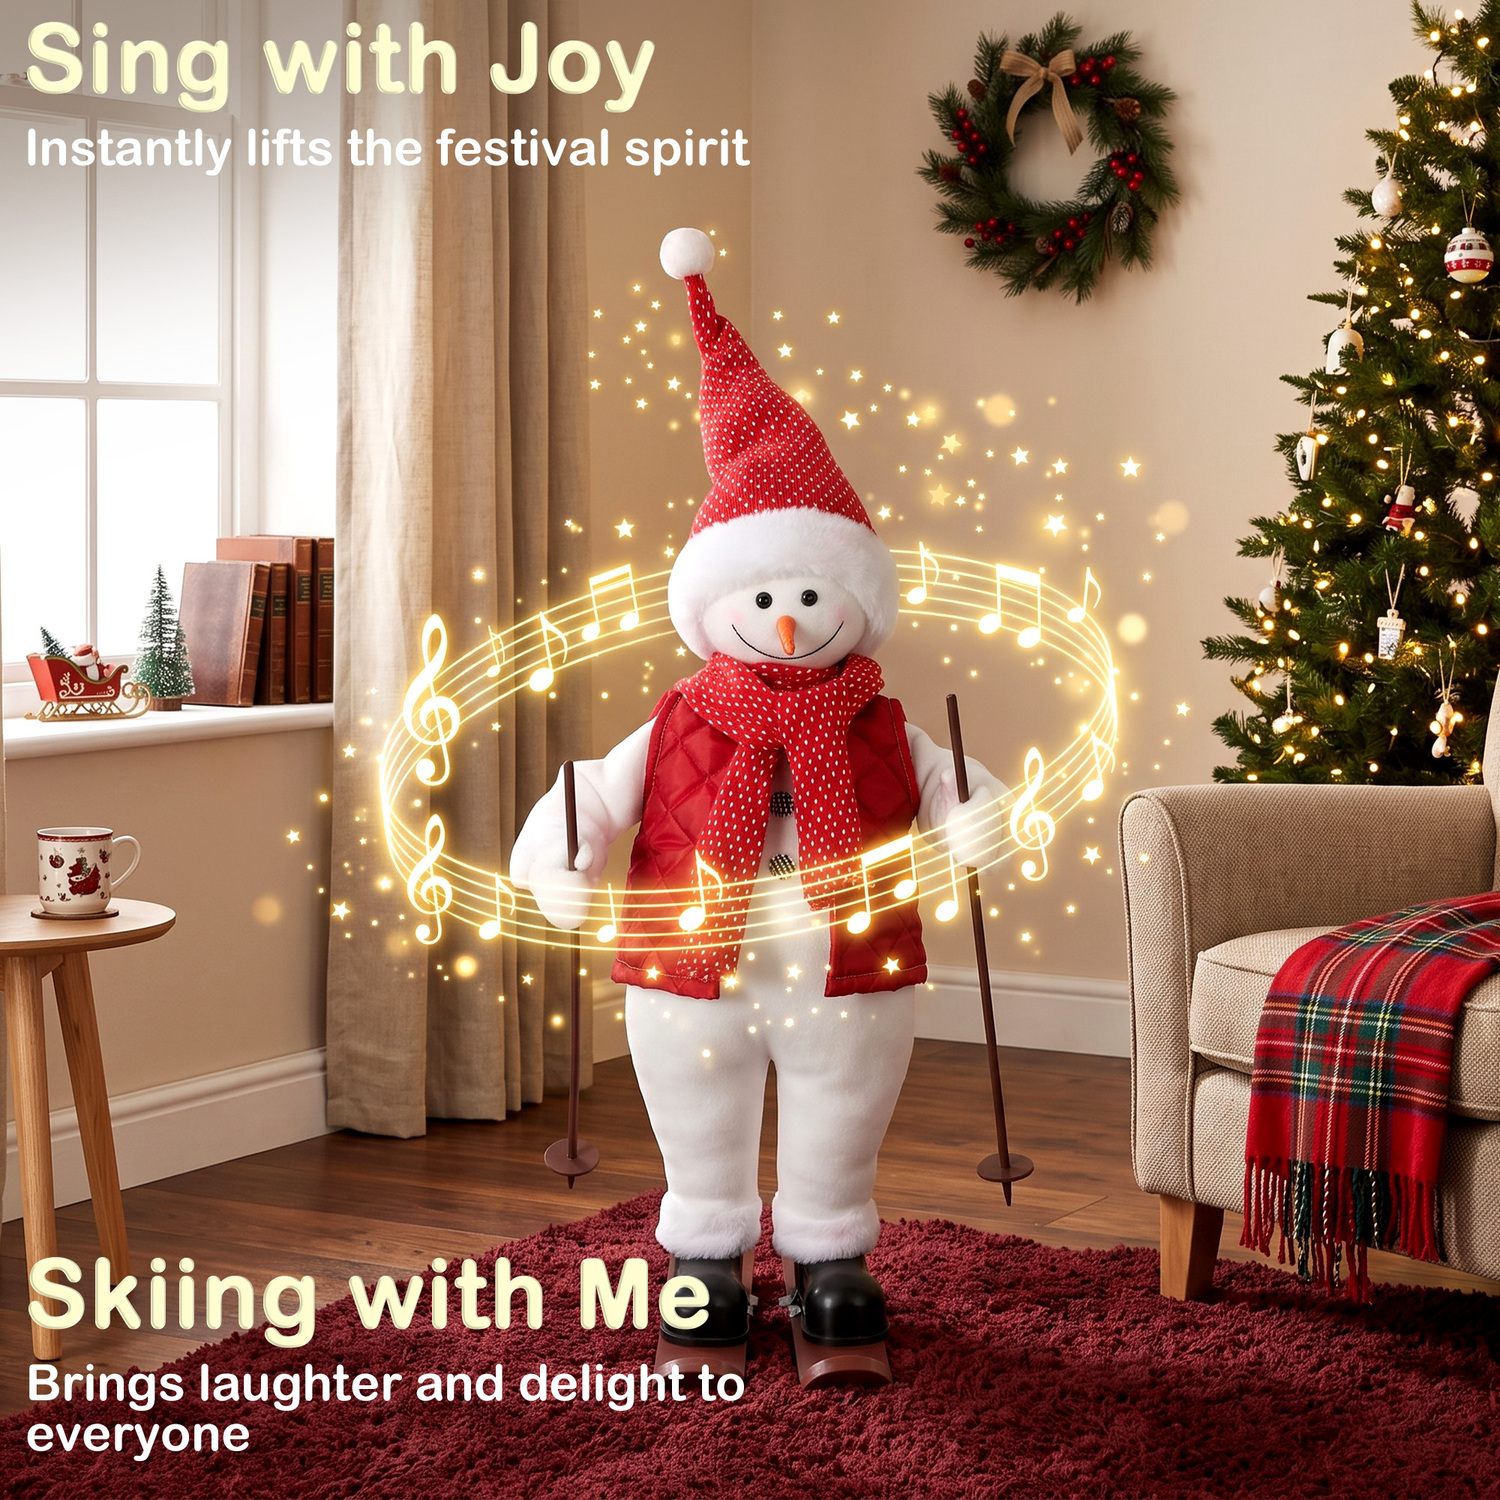 Sing with Joy
Instantly lifts the festival spirit
Skiing with Me
Brings laughter and delight to
everyone